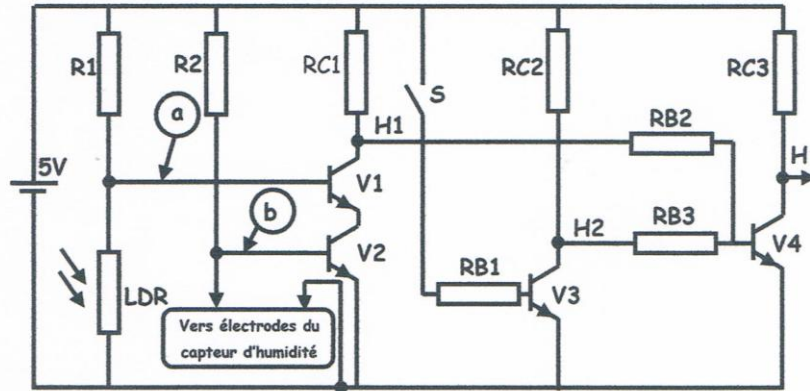 R1
R2
RC1
RC2
RC3
S
a
H1
RB2
H
5V
V1
b
V2
H2
RB3
V4
LDR
RB1
V3
Vers électrodes du
capteur d'humidité